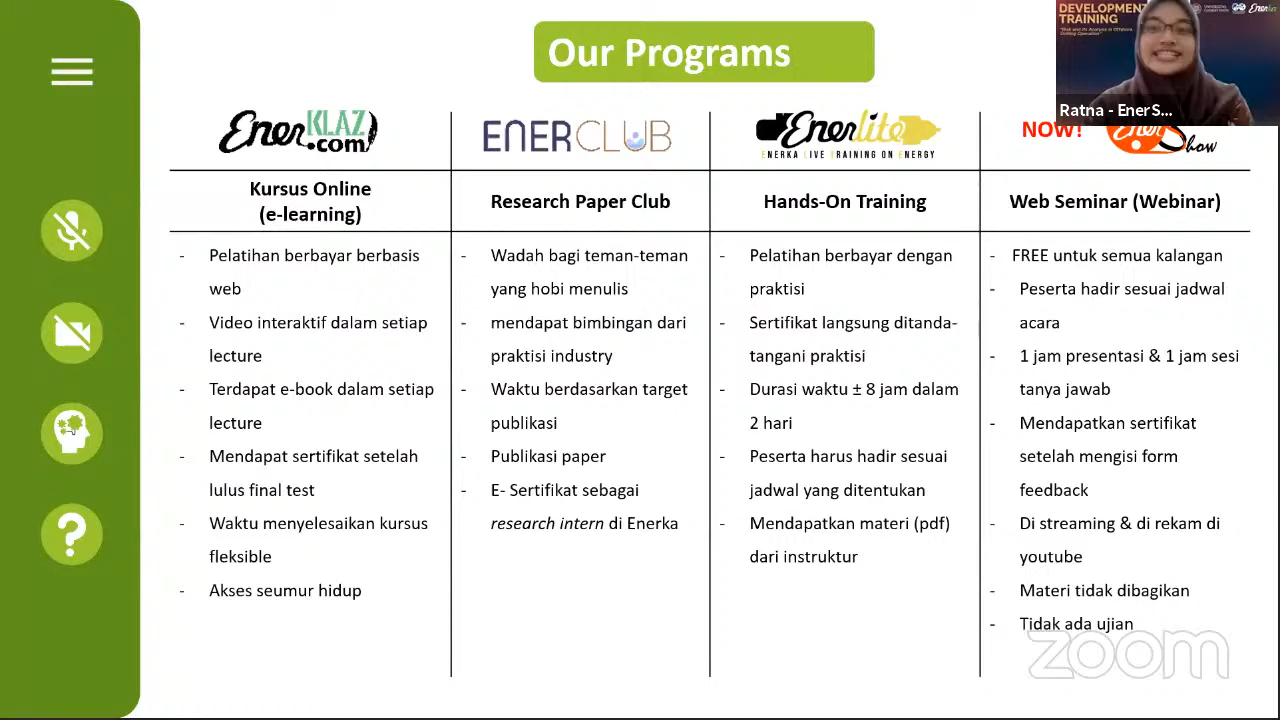 Our Programs
DEVELOPMENT
TRAINING
Ratna - Ener S...
EnerKLAZ
.com
ENERCLUB
Enerlite
ENERKA LIVE TRAINING ON ENERGY
NOW!
Ener
Show
Kursus Online
(e-learning)
Research Paper Club
Hands-On Training
Web Seminar (Webinar)
- Pelatihan berbayar berbasis
web
- Video interaktif dalam setiap
lecture
- Terdapat e-book dalam setiap
lecture
- Mendapat sertifikat setelah
lulus final test
- Waktu menyelesaikan kursus
fleksible
- Akses seumur hidup
- Wadah bagi teman-teman
yang hobi menulis
- mendapat bimbingan dari
praktisi industry
- Waktu berdasarkan target
publikasi
- Publikasi paper
- E- Sertifikat sebagai
research intern di Enerka
- Pelatihan berbayar dengan
praktisi
- Sertifikat langsung ditanda-
tangani praktisi
- Durasi waktu ± 8 jam dalam
2 hari
- Peserta harus hadir sesuai
jadwal yang ditentukan
- Mendapatkan materi (pdf)
dari instruktur
- FREE untuk semua kalangan
- Peserta hadir sesuai jadwal
acara
- 1 jam presentasi & 1 jam sesi
tanya jawab
- Mendapatkan sertifikat
setelah mengisi form
feedback
- Di streaming & di rekam di
youtube
- Materi tidak dibagikan
- Tidak ada ujian
zoom